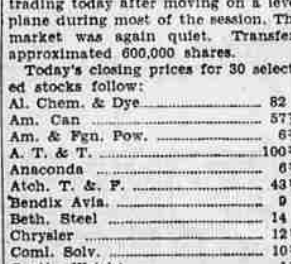 trading today after moving on a
plane during most of the session. The
market was again quiet.
approximated 600,000 shares.
Today's closing prices for 30 select
ed stocks follow:
Al. Chem. & Dye 82
Am. Can 57
Am. & Fgn. Pow. 6
A. T. & T. 100
Anaconda 6
Atch. T. &. F. 43
Bendix Avia. 9
Beth. Steel 14
Chrysler 12
Coml. Solv. 10